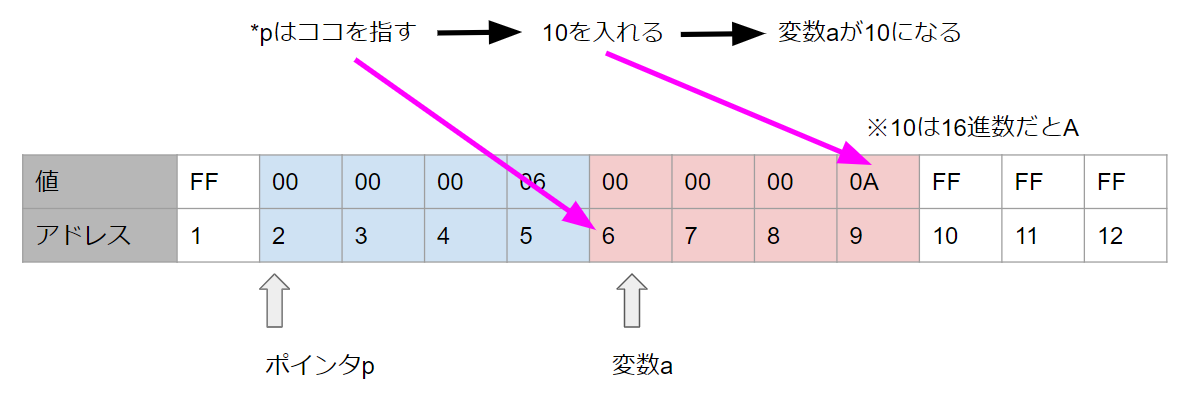 *pはココを指す 10を入れる 変数aが10になる
※10は16進数だとA
値 FF 00 00 00 06 00 00 00 0A FF FF FF
アドレス 1 2 3 4 5 6 7 8 9 10 11 12
ポインタp 変数a